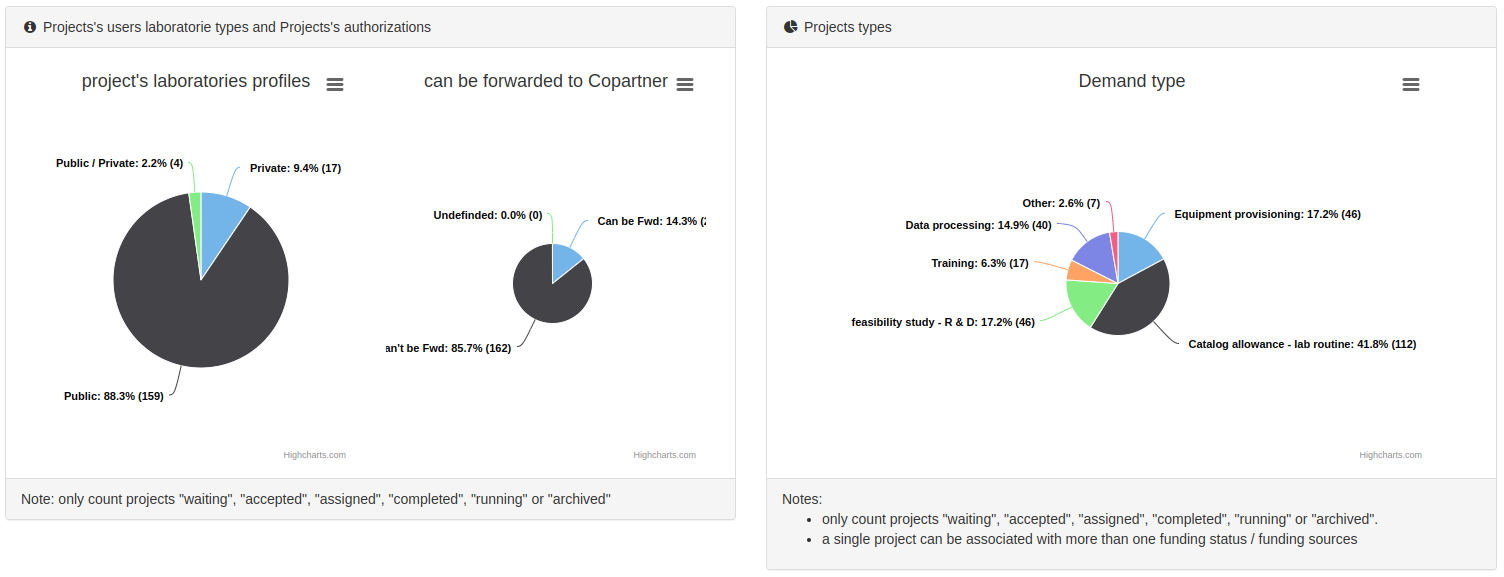 Projects's users laboratorie types and Projects's authorizations
project's laboratories profiles
Public / Private: 2.2% (4)
Private: 9.4% (17)
Public: 88.3% (159)
Highcharts.com
can be forwarded to Copartner
Undefinded: 0.0% (0)
Can be Fwd: 14.3%
be Fwd: 85.7% (162)
Highcharts.com
Note: only count projects "waiting", "accepted", "assigned", "completed", "running" or "archived"
Projects types
Demand type
Other: 2.6% (7)
Equipment provisioning: 17.2% (46)
Data processing: 14.9% (40)
Training: 6.3% (17)
feasibility study - R & D: 17.2% (46)
Catalog allowance - lab routine: 41.8% (112)
Highcharts.com
Notes:
only count projects "waiting", "accepted", "assigned", "completed", "running" or "archived".
a single project can be associated with more than one funding status / funding sources